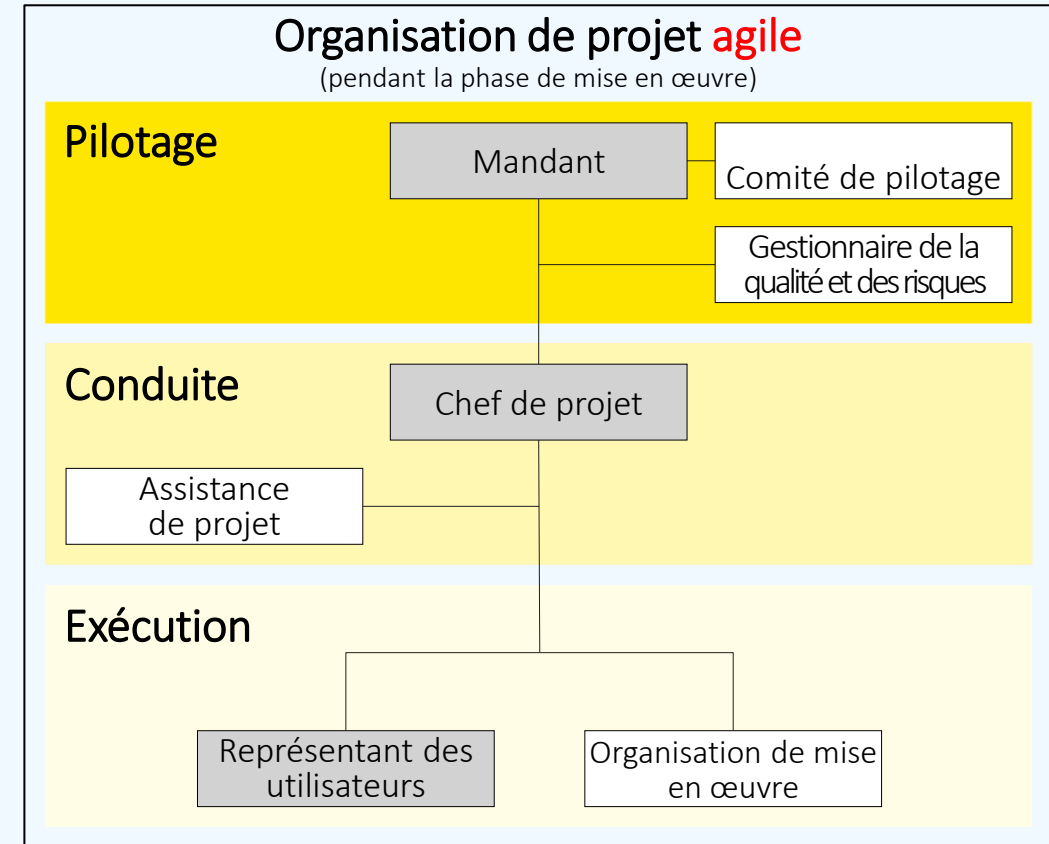 Organisation de projet agile
(pendant la phase de mise en œuvre)
Pilotage
Mandant
Comité de pilotage
Gestionnaire de la
qualité et des risques
Conduite
Chef de projet
Assistance
de projet
Exécution
Représentant des
utilisateurs
Organisation de mise
en œuvre